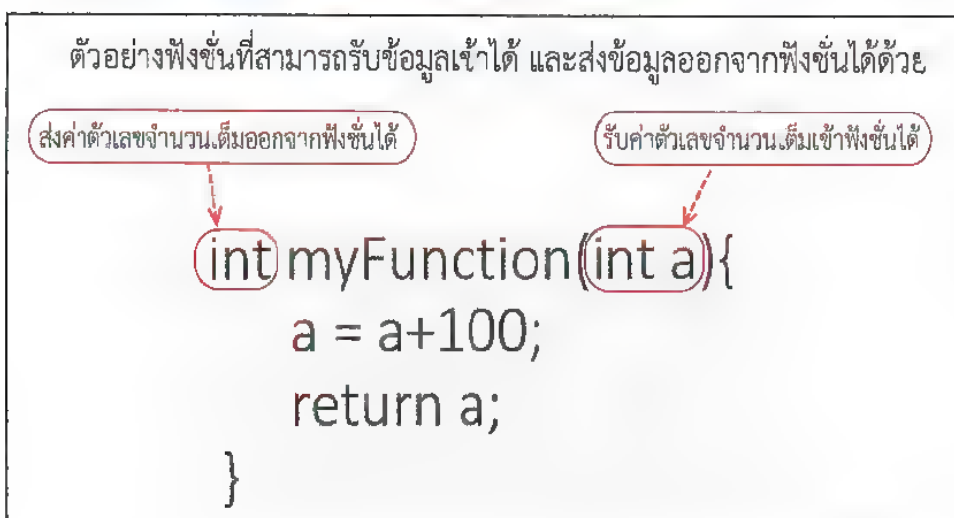 ตัวอย่างฟังชั่นที่สามารถรับข้อมูลเข้าได้ และส่งข้อมูลออกจากฟังชั่นได้ด้วย
ส่งค่าตัวเลขจำนวนเต็มออกจากฟังชั่นได้
รับค่าตัวเลขจำนวนเต็มเข้าฟังชั่นได้
int myFunction(int a){
a = a+100;
return a;
}